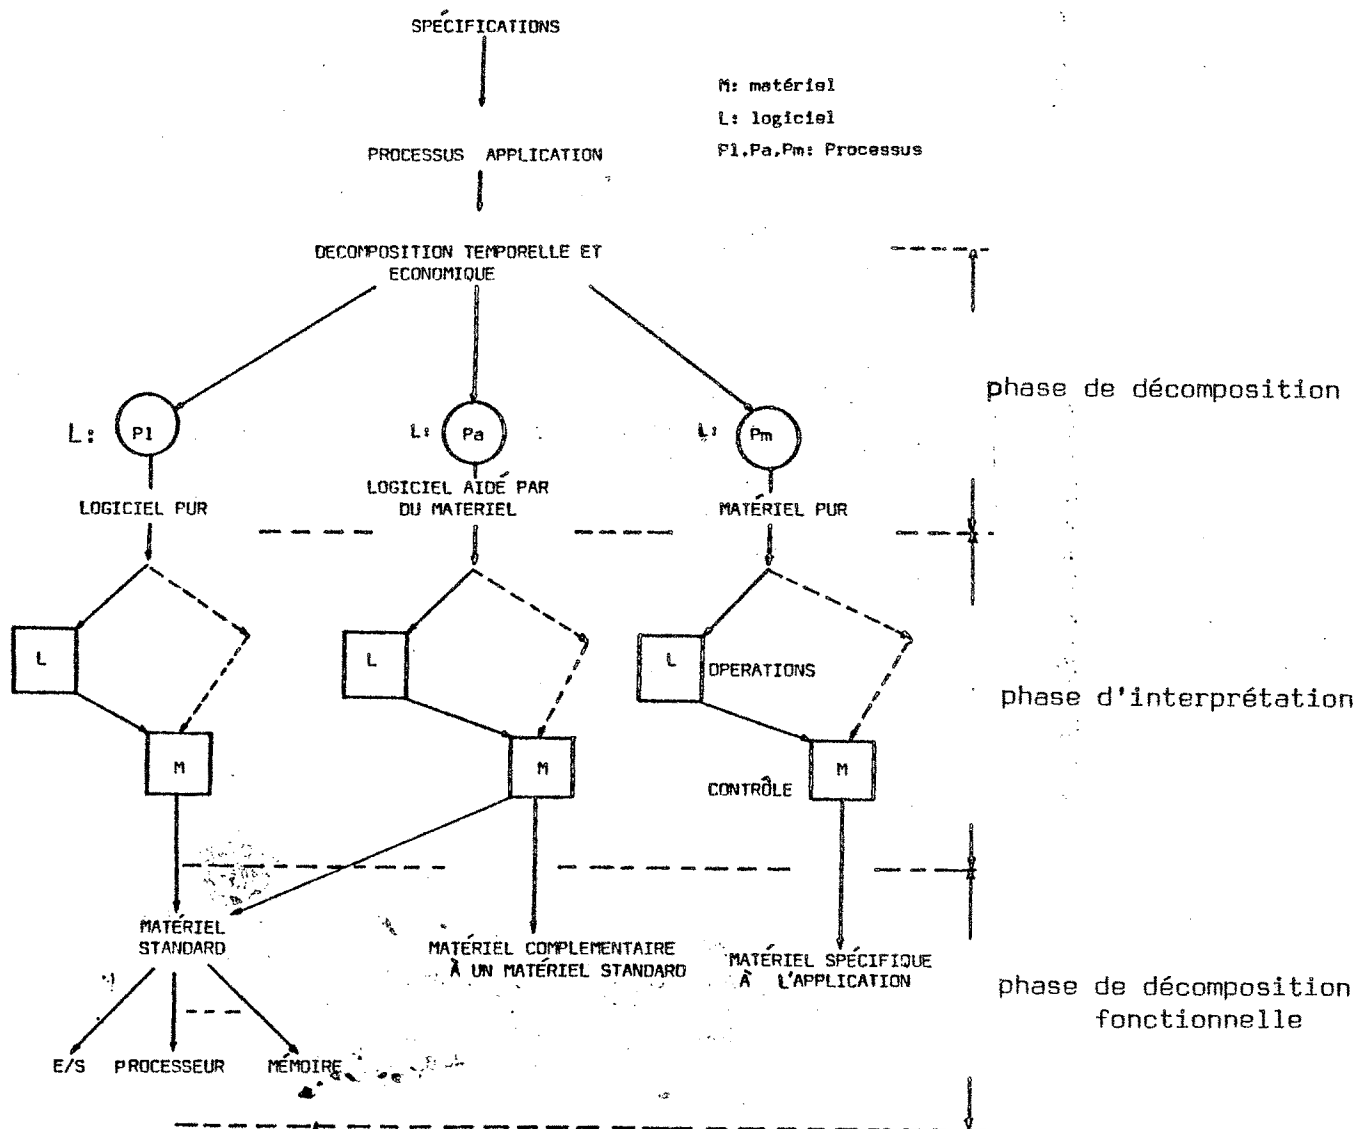 SPÉCIFICATIONS
M: matériel
L: logiciel
Pl,Pa,Pm: Processus
PROCESSUS APPLICATION
DECOMPOSITION TEMPORELLE ET
ECONOMIQUE
phase de décomposition
L: Pl
L: Pa
L: Pm
LOGICIEL PUR
LOGICIEL AIDÉ PAR
DU MATERIEL
MATÉRIEL PUR
L
L
L
OPERATIONS
phase d'interprétation
M
M
CONTRÔLE
M
MATÉRIEL
STANDARD
MATÉRIEL COMPLEMENTAIRE
À UN MATÉRIEL STANDARD
MATÉRIEL SPÉCIFIQUE
À L'APPLICATION
phase de décomposition
fonctionnelle
E/S
PROCESSEUR
MÉMOIRE